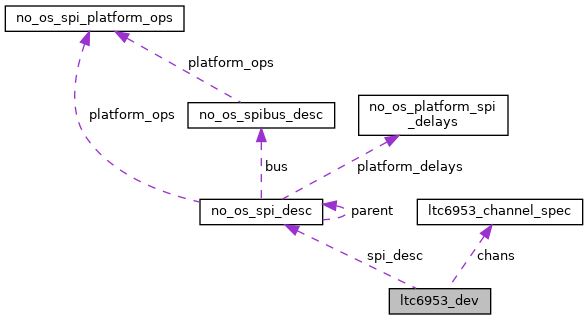 no_os_spi_platform_ops
platform_ops
no_os_spibus_desc
no_os_platform_spi
_delays
platform_ops
bus
platform_delays
no_os_spi_desc
parent
ltc6953_channel_spec
spi_desc
chans
ltc6953_dev